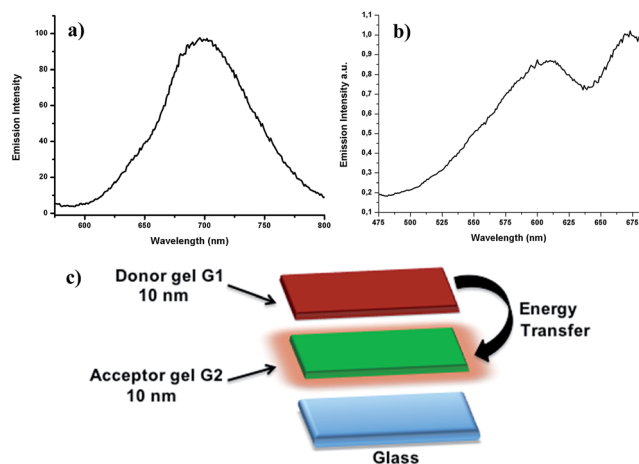 a)
Emission Intensity
100
80
60
40
20
0
600
650
700
750
800
Wavelength (nm)
b)
Emission Intensity a.u.
1,1
1,0
0,9
0,8
0,7
0,6
0,5
0,4
0,3
0,2
0,1
475
500
525
550
575
600
625
650
675
Wavelength (nm)
c)
Donor gel G1
10 nm
Energy
Transfer
Acceptor gel G2
10 nm
Glass